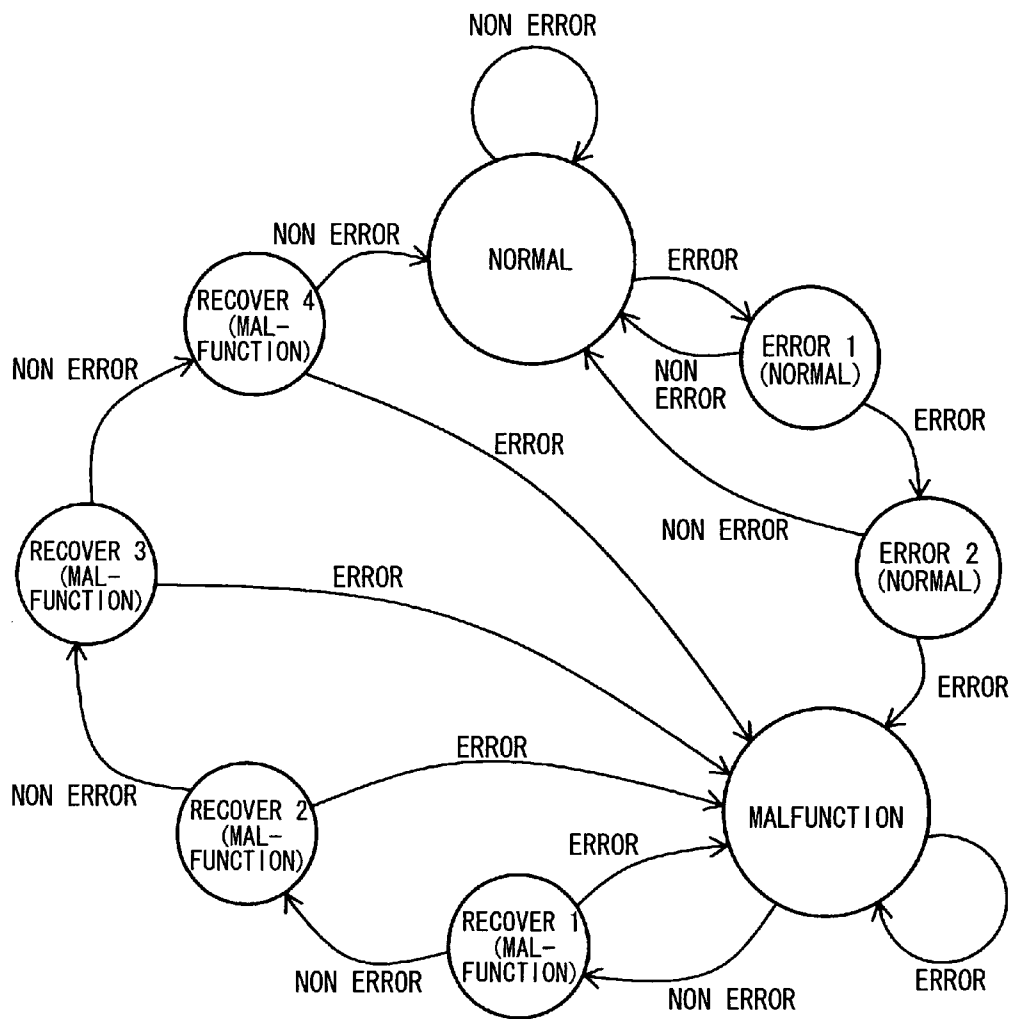 NON ERROR
NON ERROR
NORMAL
ERROR
NON ERROR
RECOVER 4
(MAL-
FUNCTION)
NON
ERROR
ERROR 1
(NORMAL)
ERROR
ERROR
NON ERROR
ERROR 2
(NORMAL)
RECOVER 3
(MAL-
FUNCTION)
ERROR
ERROR
NON ERROR
RECOVER 2
(MAL-
FUNCTION)
ERROR
MALFUNCTION
ERROR
RECOVER 1
(MAL-
FUNCTION)
NON ERROR
NON ERROR
ERROR